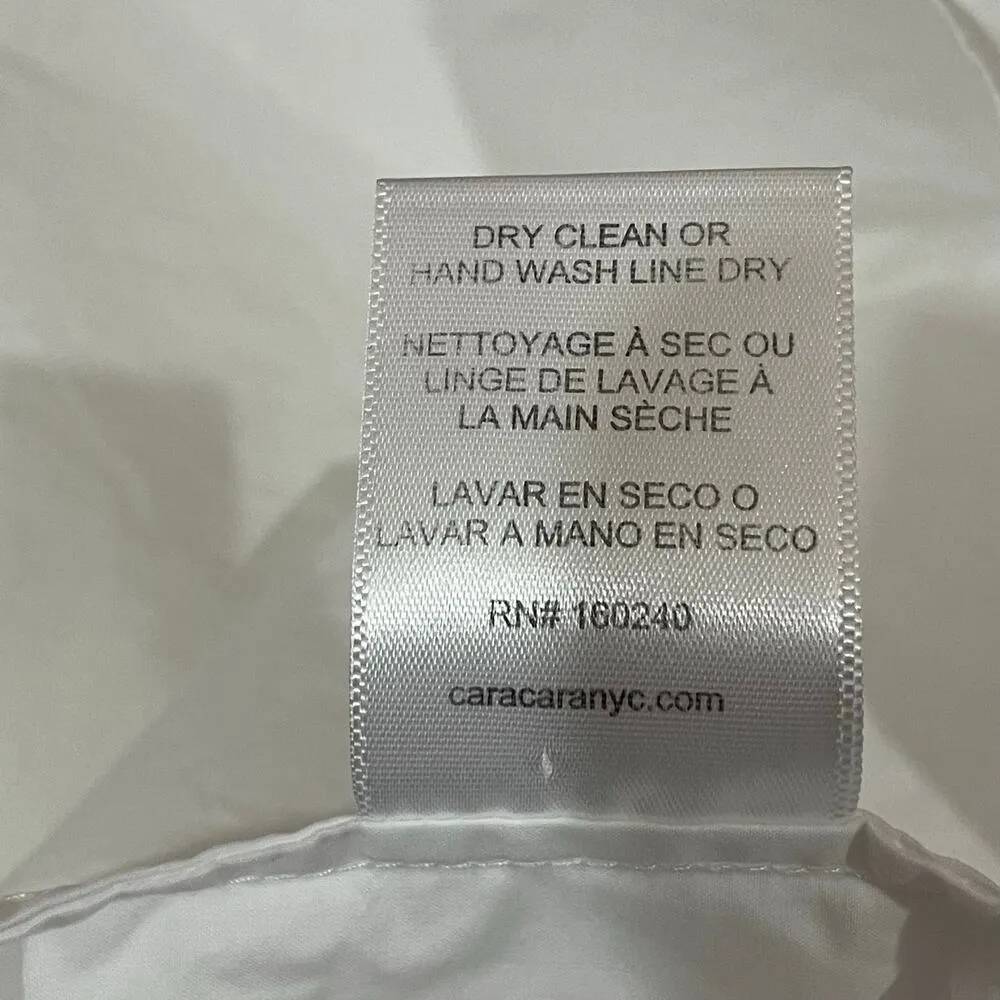 DRY CLEAN OR
HAND WASH LINE DRY
NETTOYAGE À SEC OU
LINGE DE LAVAGE À
LA MAIN SÈCHE
LAVAR EN SECO O
LAVAR A MANO EN SECO
RN# 160240
caracaranyc.com